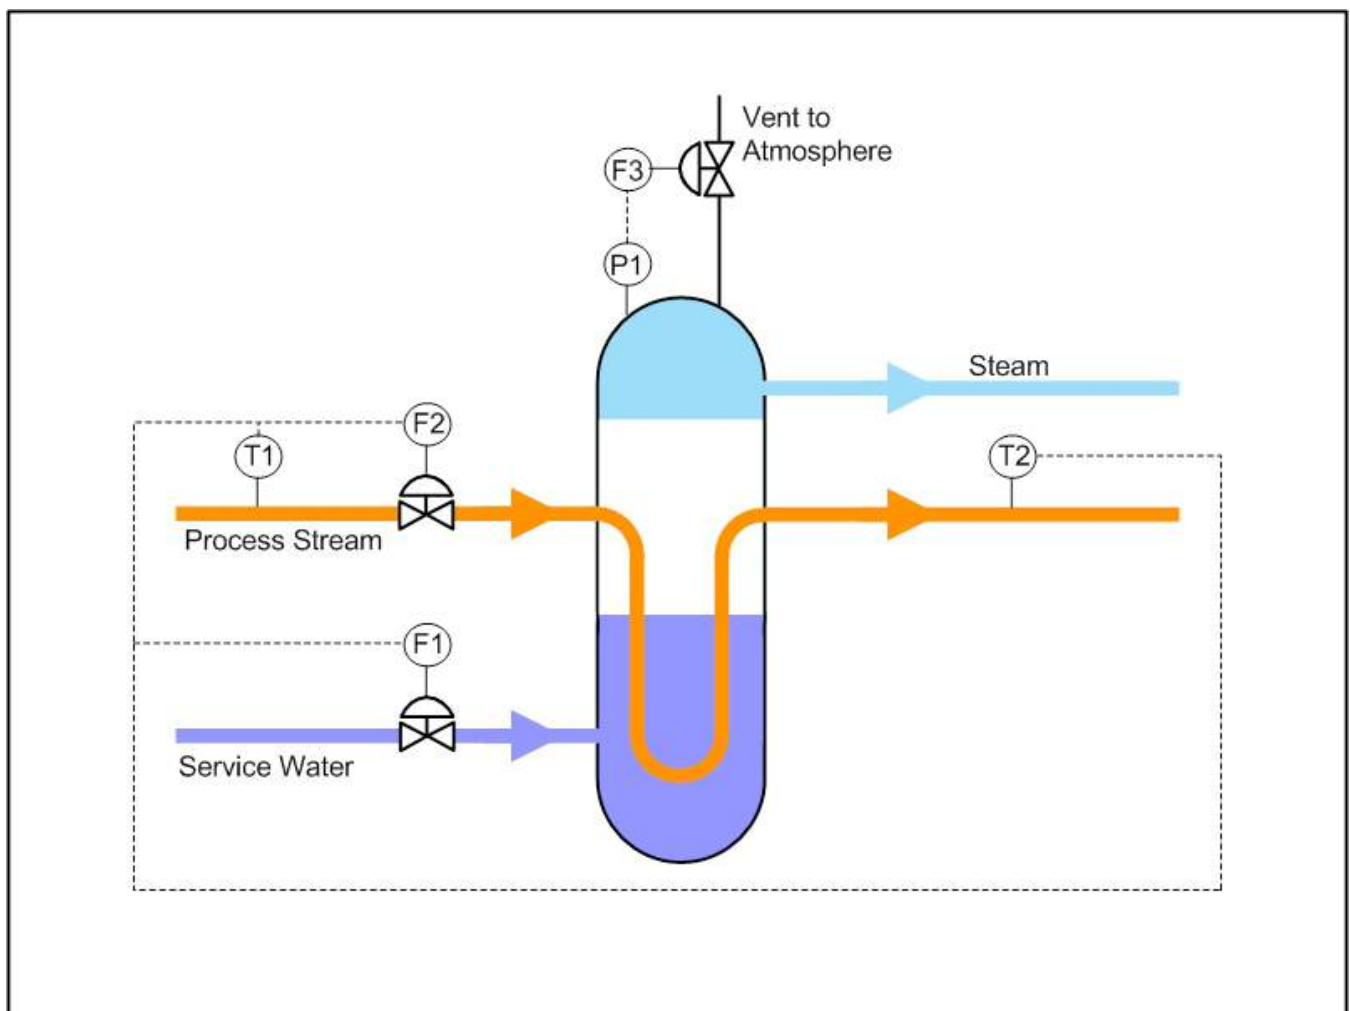 Vent to
Atmosphere
F3
P1
Steam
F2
T1
T2
Process Stream
F1
Service Water